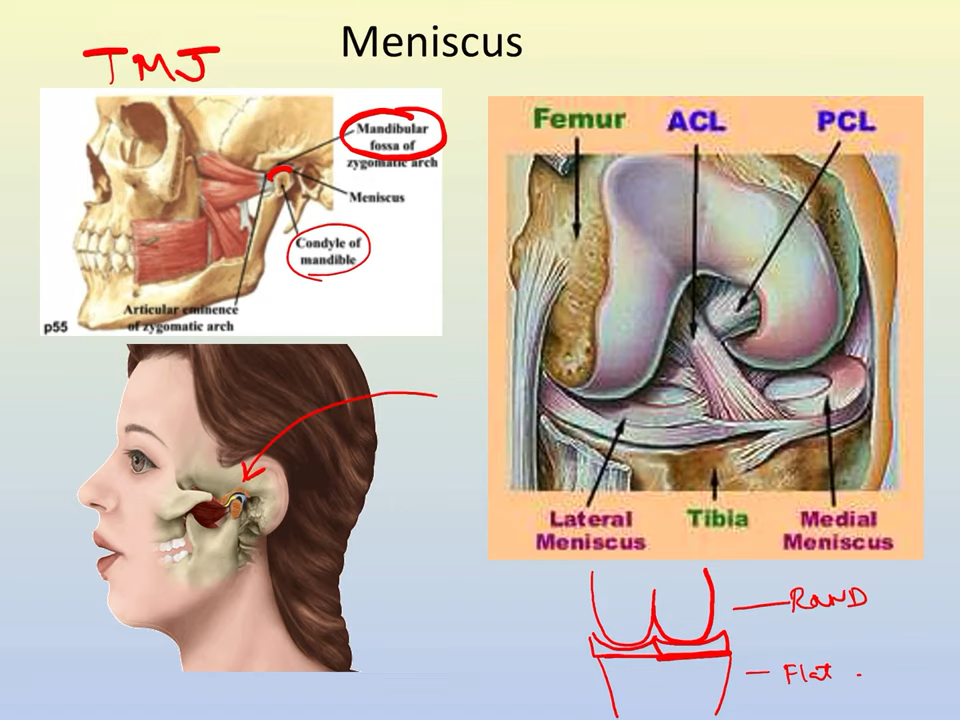 Meniscus
TMJ
Mandibular
fossa of
zygomatic arch
Meniscus
Condyle of
mandible
Articular eminence
of zygomatic arch
p55
Femur ACL PCL
Lateral
Meniscus
Tibia
Medial
Meniscus
RouND
Flat